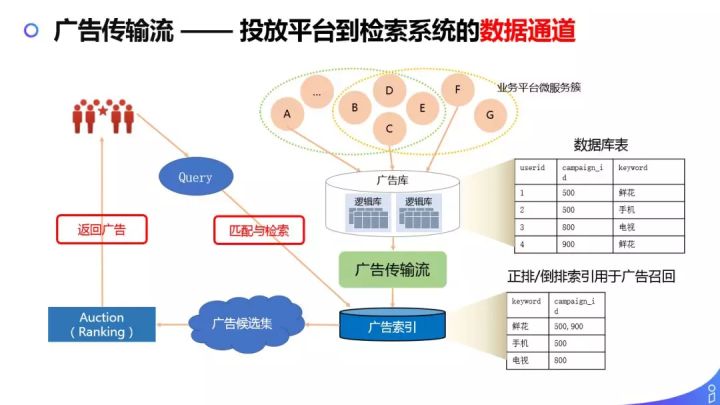 广告传输流 —— 投放平台到检索系统的数据通道
业务平台微服务簇
...
A
B
C
D
E
F
G
Query
广告库
逻辑库
逻辑库
数据库表
userid campaign_id keyword
1 500 鲜花
2 500 手机
3 800 电视
4 900 鲜花
返回广告
匹配与检索
广告传输流
正排/倒排索引用于广告召回
keyword campaign_id
鲜花 500,900
手机 500
电视 800
Auction
（Ranking）
广告候选集
广告索引